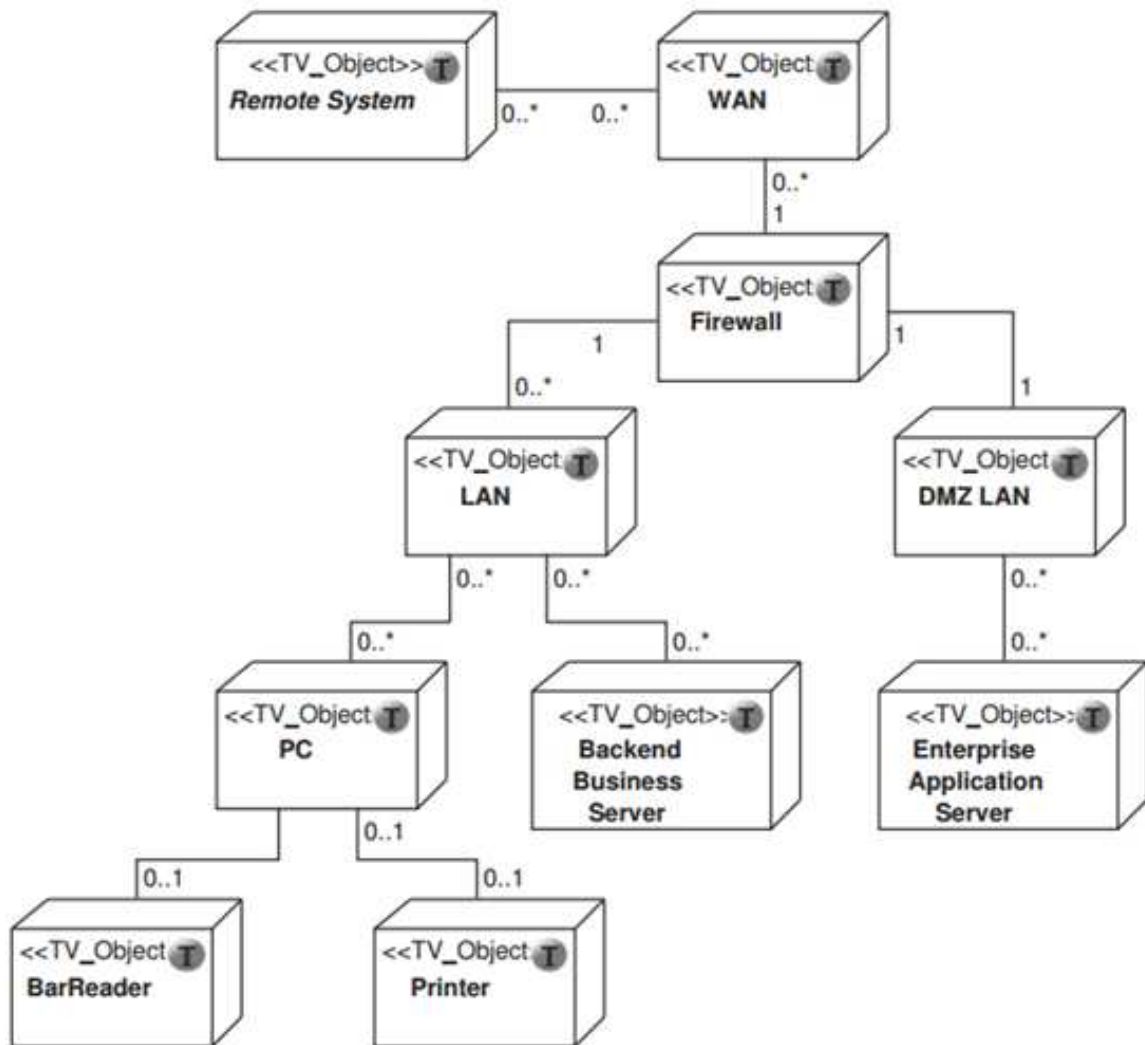 <<TV_Object>> T
Remote System
<<TV_Object T
WAN
0..* 0..*
0..*
1
<<TV_Object T
Firewall
1
1
0..*
1
<<TV_Object T
LAN
<<TV_Object T
DMZ LAN
0..* 0..*
0..*
0..*
0..*
0..*
<<TV_Object T
PC
<<TV_Object>> T
Backend
Business
Server
<<TV_Object>> T
Enterprise
Application
Server
0..1
0..1
0..1
<<TV_Object T
BarReader
<<TV_Object T
Printer